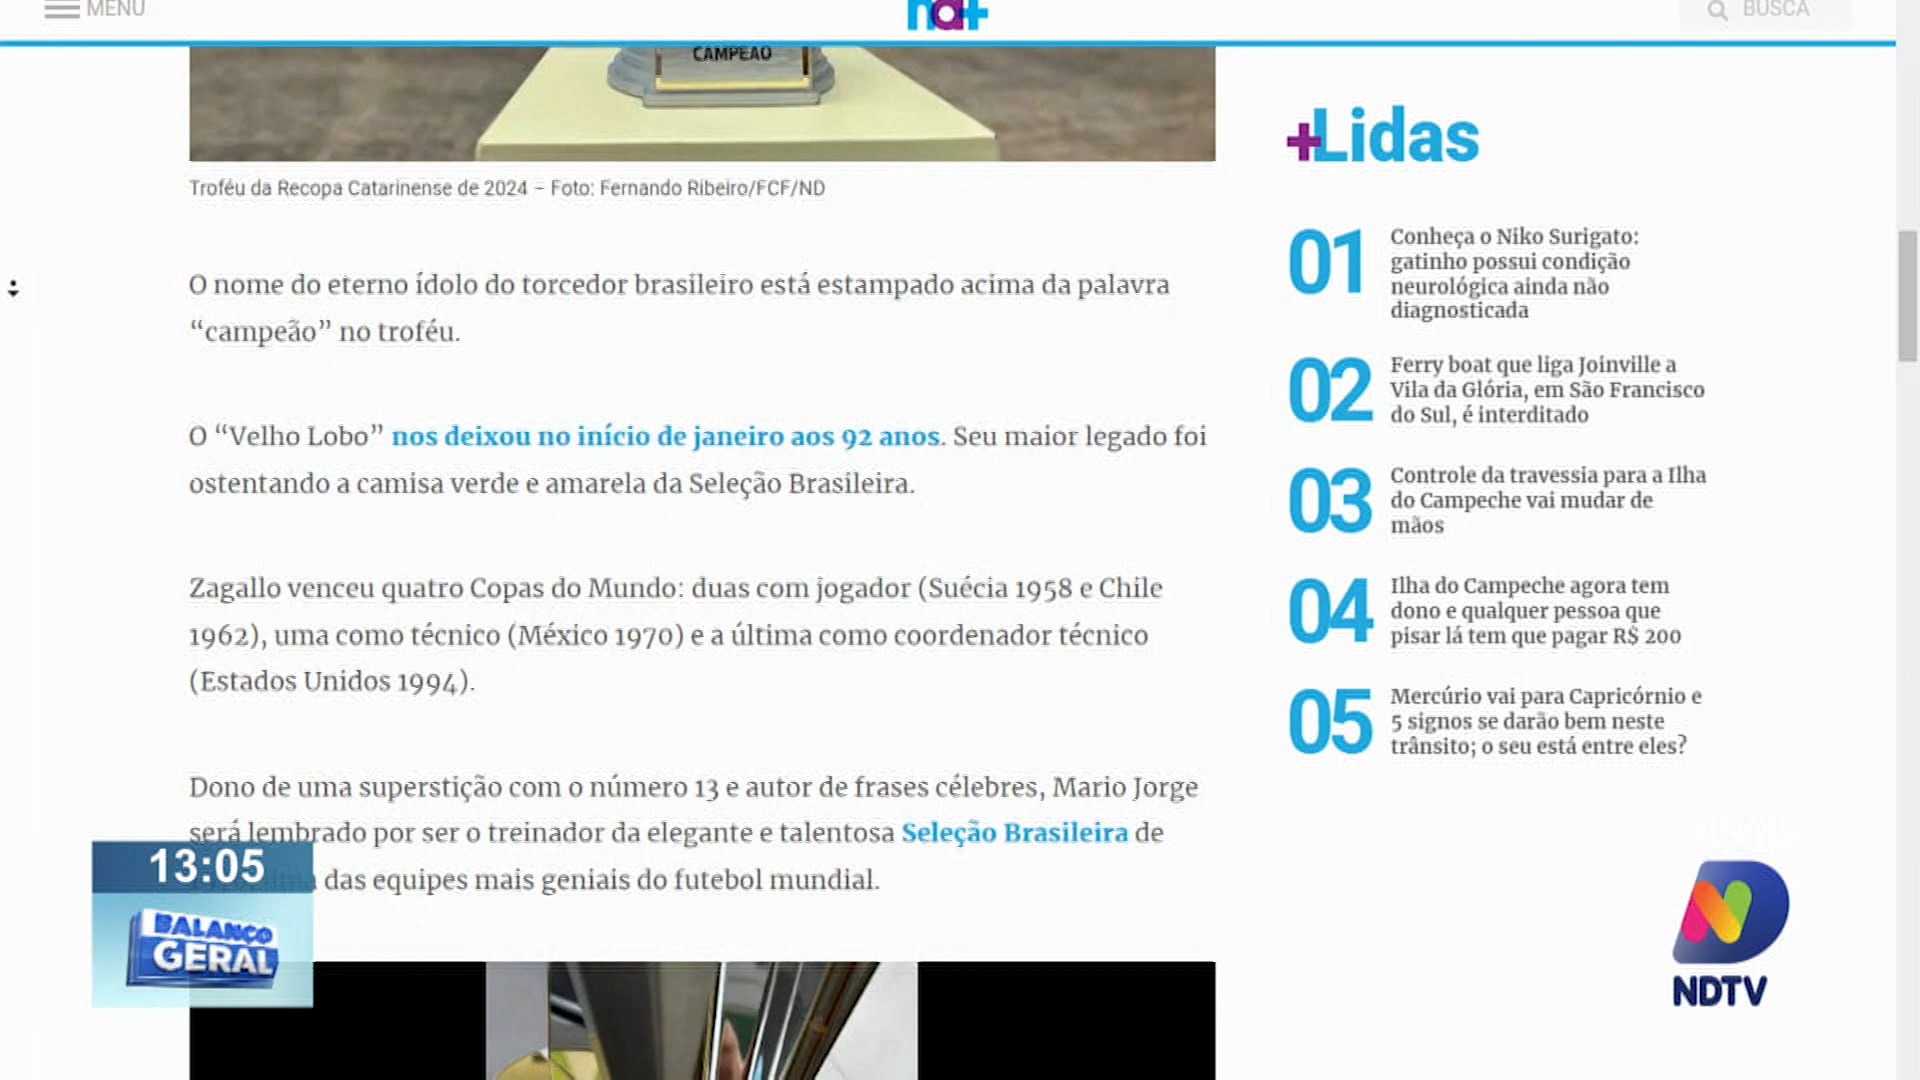 MENU
nd+
BUSCA
CAMPEÃO
Troféu da Recopa Catarinense de 2024 – Foto: Fernando Ribeiro/FCF/ND
O nome do eterno ídolo do torcedor brasileiro está estampado acima da palavra
“campeão” no troféu.
O “Velho Lobo” nos deixou no início de janeiro aos 92 anos. Seu maior legado foi
ostentando a camisa verde e amarela da Seleção Brasileira.
Zagallo venceu quatro Copas do Mundo: duas com jogador (Suécia 1958 e Chile
1962), uma como técnico (México 1970) e a última como coordenador técnico
(Estados Unidos 1994).
Dono de uma superstição com o número 13 e autor de frases célebres, Mario Jorge
será lembrado por ser o treinador da elegante e talentosa Seleção Brasileira de
das equipes mais geniais do futebol mundial.
+Lidas
01
Conheça o Niko Surigato:
gatinho possui condição
neurológica ainda não
diagnosticada
02
Ferry boat que liga Joinville a
Vila da Glória, em São Francisco
do Sul, é interditado
03
Controle da travessia para a Ilha
do Campeche vai mudar de
mãos
04
Ilha do Campeche agora tem
dono e qualquer pessoa que
pisar lá tem que pagar R$ 200
05
Mercúrio vai para Capricórnio e
5 signos se darão bem neste
trânsito; o seu está entre eles?
13:05
BALANÇO
GERAL
NDTV